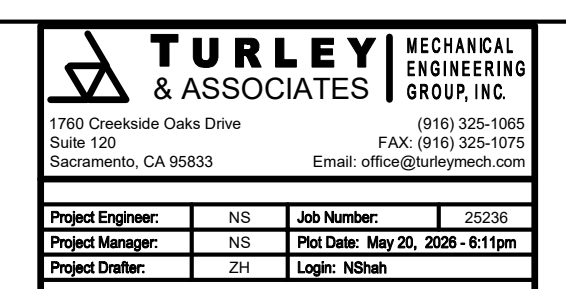 TURLEY
& ASSOCIATES
MECHANICAL
ENGINEERING
GROUP, INC.
1760 Creekside Oaks Drive (916) 325-1065
Suite 120 FAX: (916) 325-1075
Sacramento, CA 95833 Email: office@turleymech.com
Project Engineer: NS Job Number: 25236
Project Manager: NS Plot Date: May 20, 2026 - 6:11pm
Project Drafter: ZH Login: NShah